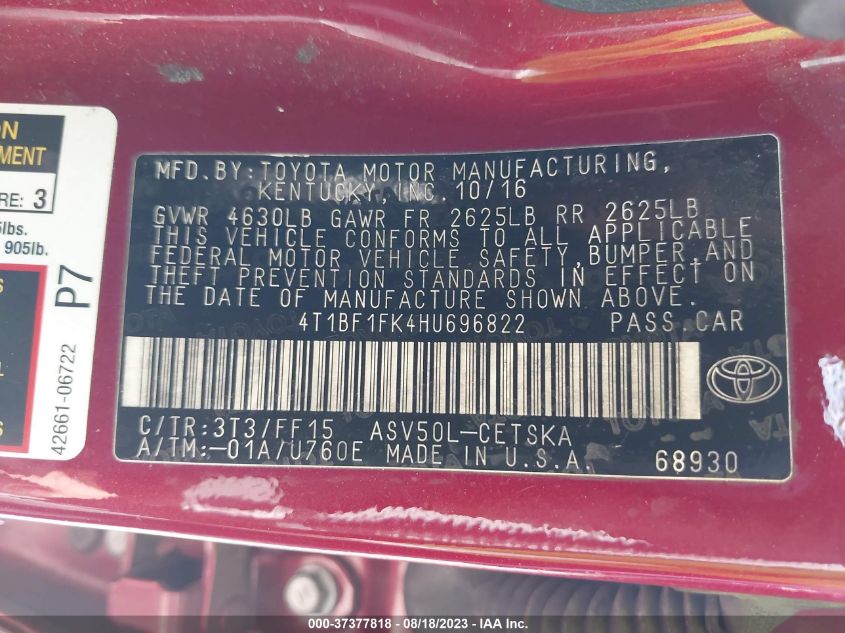 ON
MENT
RE: 3
lbs.
905lb.
P7
42661-06722
MFD. BY: TOYOTA MOTOR MANUFACTURING,
KENTUCKY, INC. 10/16
GVWR 4630LB GAWR FR 2625LB RR 2625LB
THIS VEHICLE CONFORMS TO ALL APPLICABLE
FEDERAL MOTOR VEHICLE SAFETY, BUMPER, AND
THEFT PREVENTION STANDARDS IN EFFECT ON
THE DATE OF MANUFACTURE SHOWN ABOVE.
4T1BF1FK4HU696822 PASS CAR
C/TR: 3T3/FF15 ASV50L-CETSKA
A/TM: -01A/U760E MADE IN U.S.A. 68930
000-37377818 - 08/18/2023 - © IAA Inc.